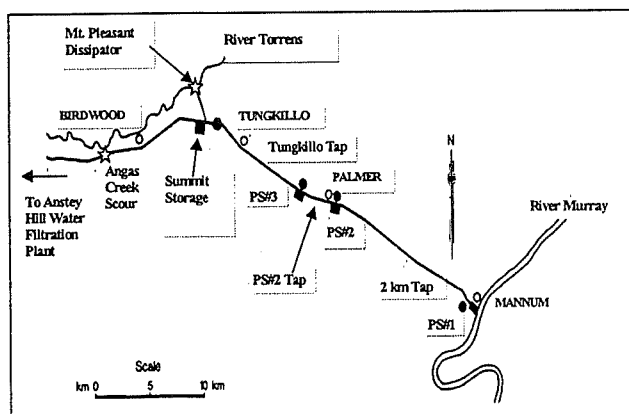 Mt. Pleasant
Dissipator
River Torrens
BIRDWOOD
TUNGKILLO
Tungkillo Tap
N
Angas
Creek
Scour
Summit
Storage
PS#3
PALMER
River Murray
To Anstey
Hill Water
Filtration
Plant
PS#2
PS#2 Tap
2 km Tap
MANNUM
PS#1
Scale
km 0 5 10 km